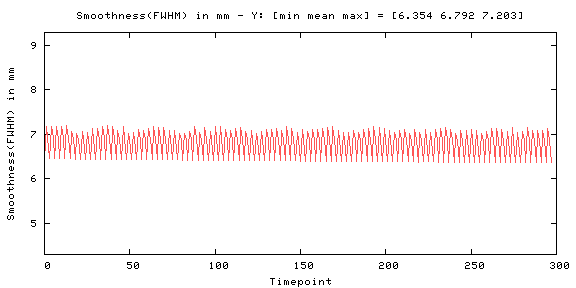 Smoothness(FWHM) in mm - Y: [min mean max] = [6.354 6.792 7.203]
9
8
7
6
5
Smoothness(FWHM) in mm
0 50 100 150 200 250 300
Timepoint